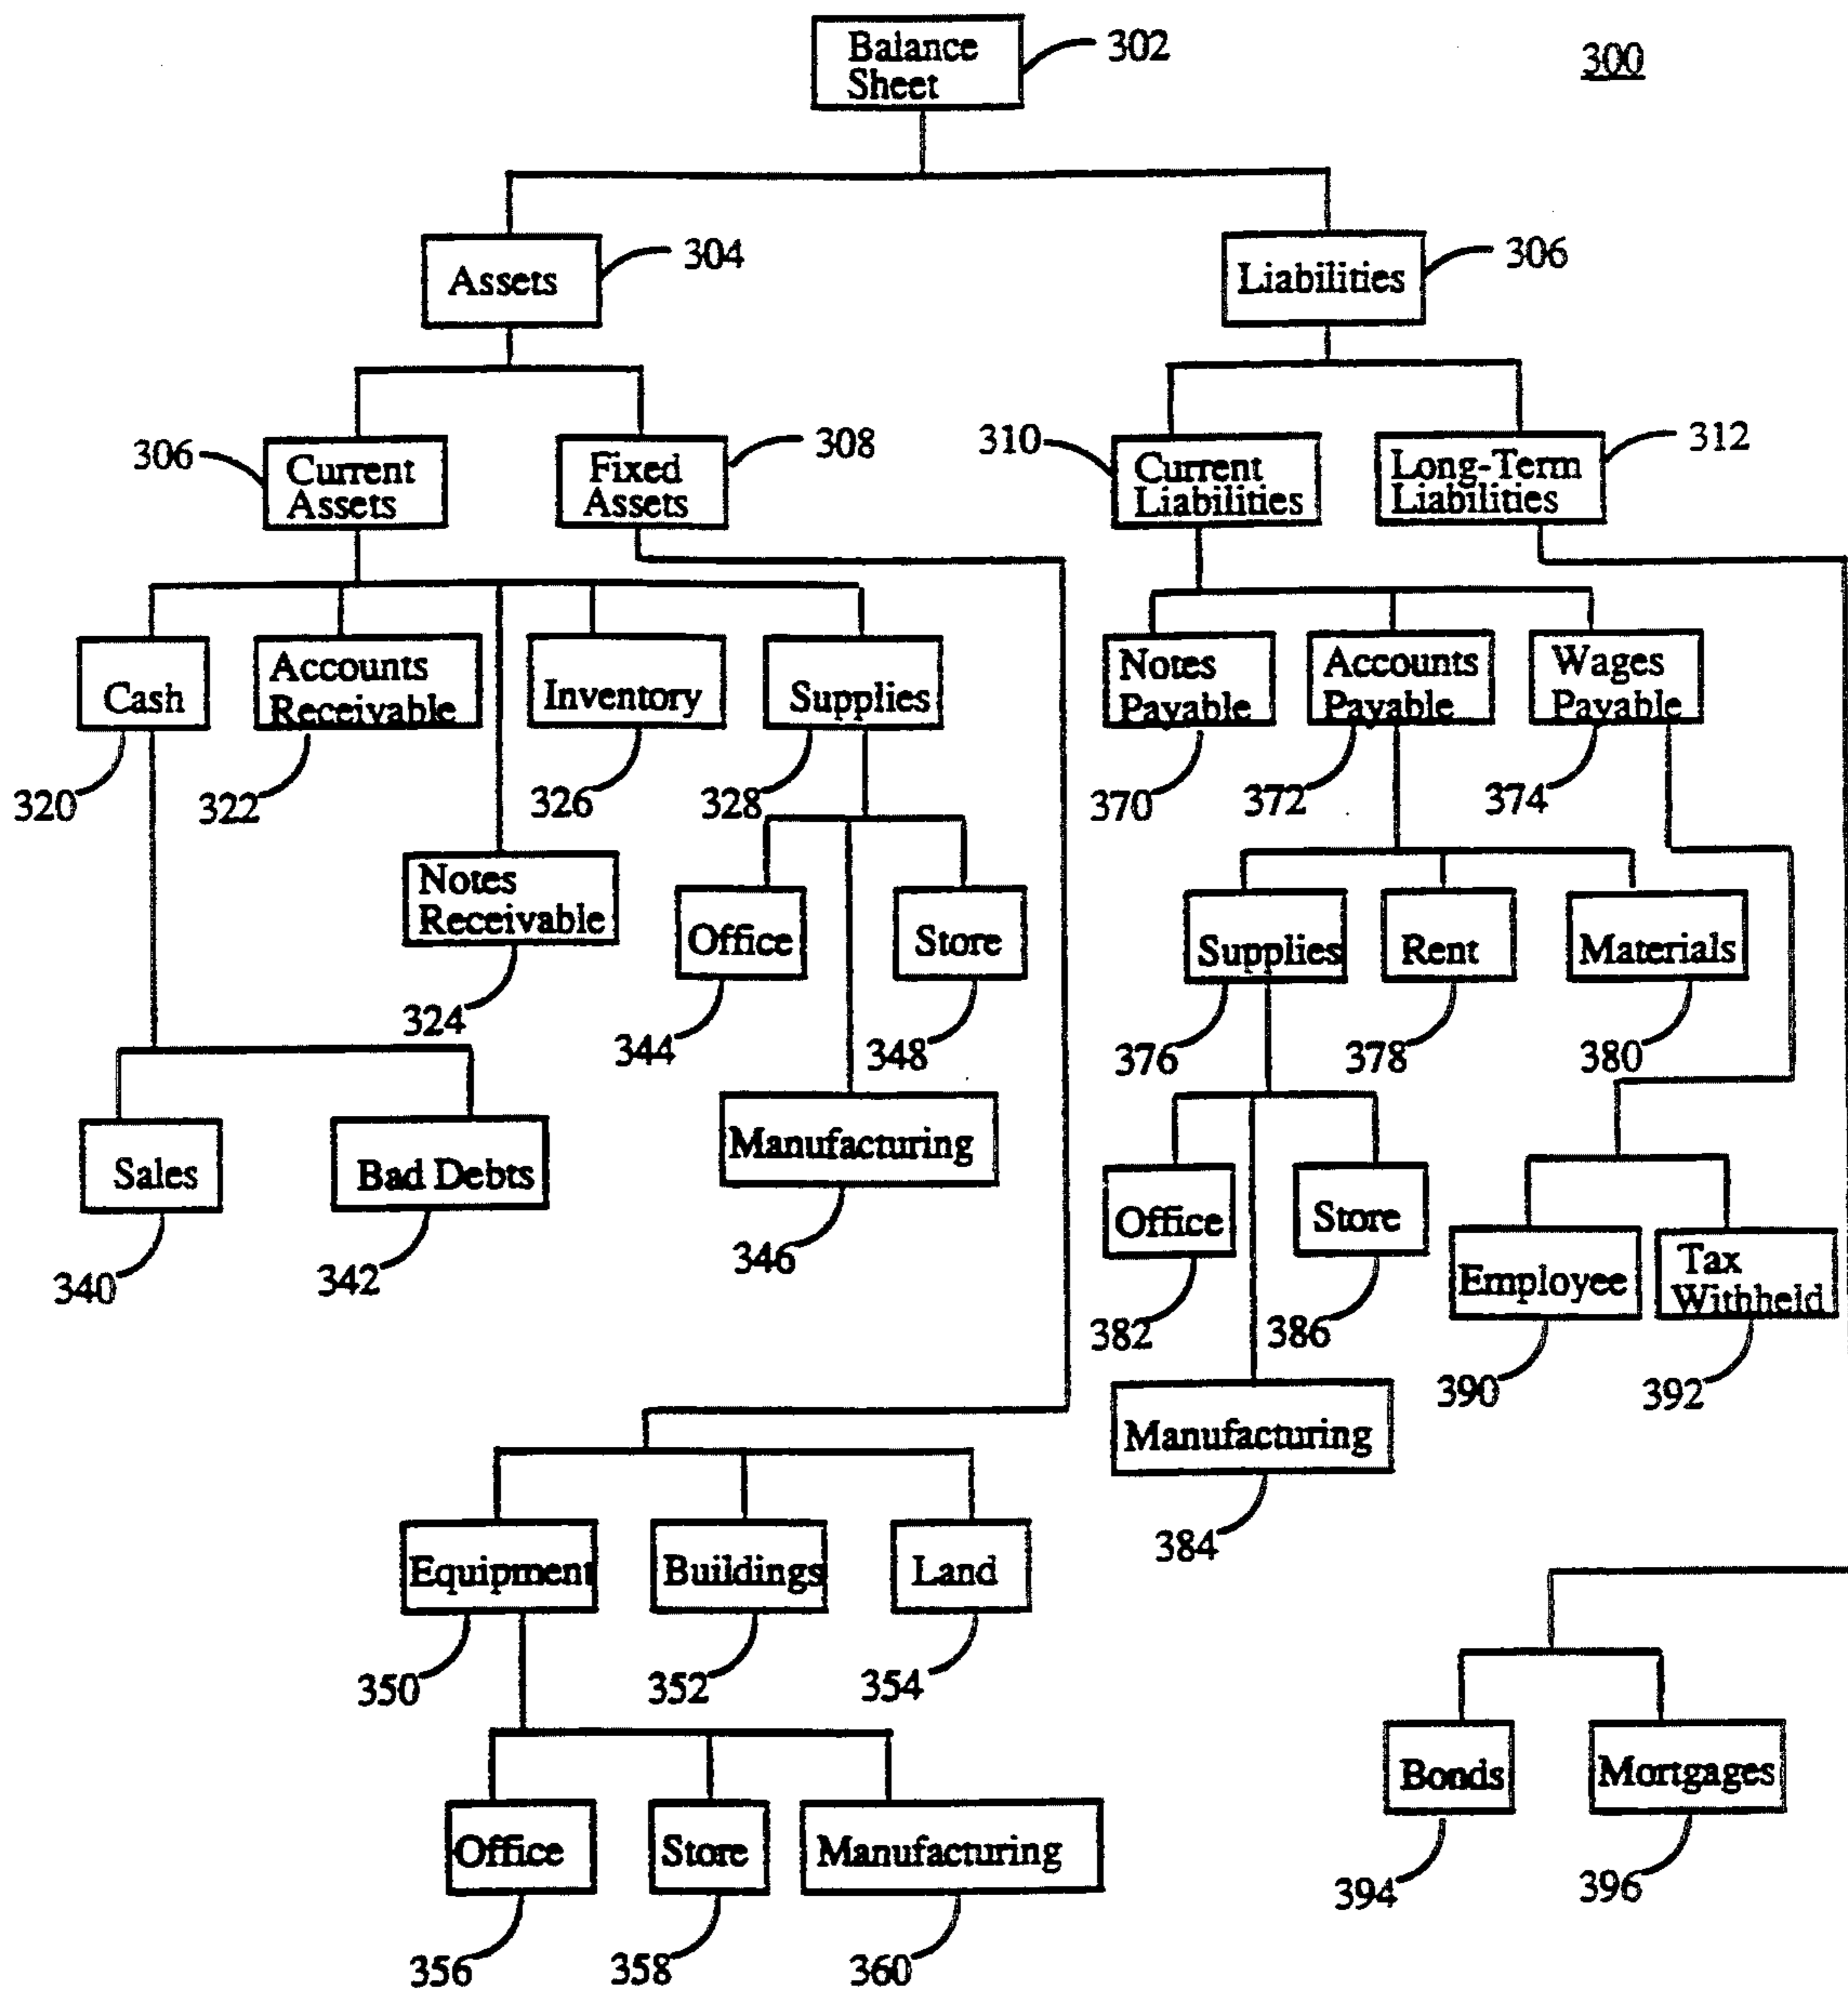 Balance
Sheet
302
300
Assets
304
Liabilities
306
306
Current
Assets
Fixed
Assets
308
310
Current
Liabilities
Long-Term
Liabilities
312
Cash
Accounts
Receivable
Inventory
Supplies
Notes
Payable
Accounts
Payable
Wages
Payable
320
322
326
328
370
372
374
Notes
Receivable
324
Office
Store
344
348
Supplies
Rent
Materials
376
378
380
Sales
Bad Debts
340
342
Manufacturing
346
Office
Store
382
386
Employee
Tax
Withheld
390
392
Manufacturing
384
Equipment
Buildings
Land
350
352
354
Office
Store
Manufacturing
356
358
360
Bonds
Mortgages
394
396